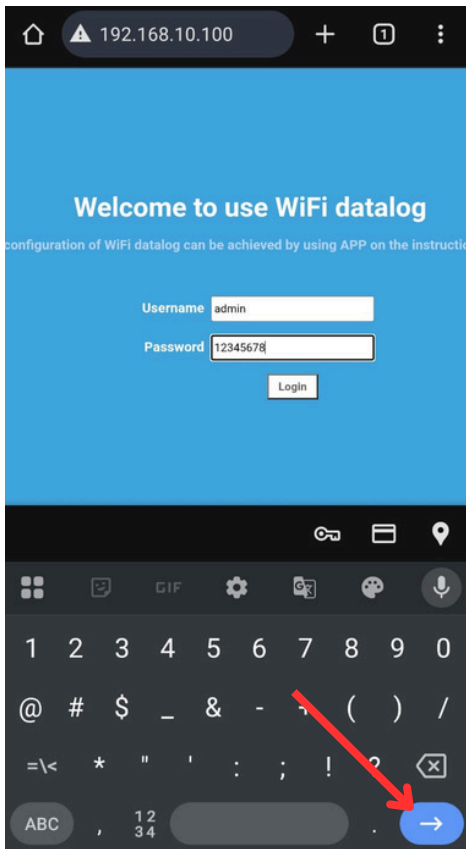 192.168.10.100 1
Welcome to use WiFi datalog
configuration of WiFi datalog can be achieved by using APP on the
Username admin
Password 12345678
Login
GIF
1 2 3 4 5 6 7 8 9 0
@ # $ _ & - + ( ) /
=\< * " ' : ; ! ?
ABC , 12 34 .